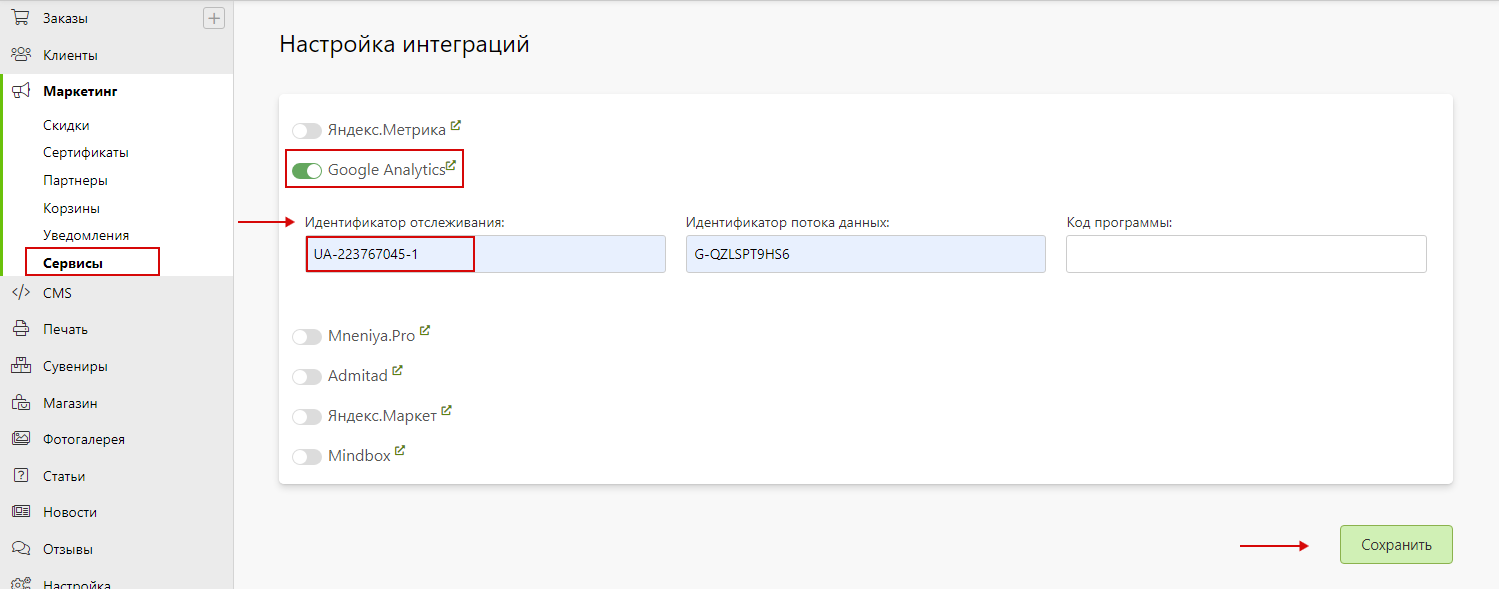 Заказы
Клиенты
Маркетинг
Скидки
Сертификаты
Партнеры
Корзины
Уведомления
Сервисы
CMS
Печать
Сувениры
Магазин
Фотогалерея
Статьи
Новости
Отзывы
Настройка
Настройка интеграций
Яндекс.Метрика
Google Analytics
Идентификатор отслеживания: Идентификатор потока данных: Код программы:
UA-223767045-1 G-QZLSPT9HS6
Mneniya.Pro
Admitad
Яндекс.Маркет
Mindbox
Сохранить